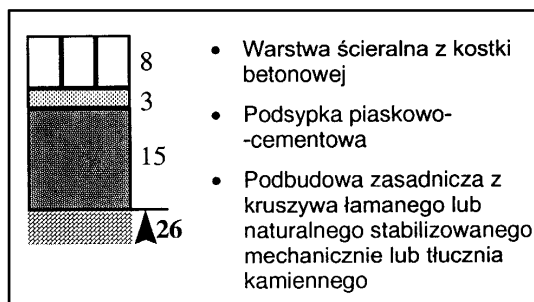 8
3
15
26
• Warstwa ścieralna z kostki
betonowej
• Podsypka piaskowo-
-cementowa
• Podbudowa zasadnicza z
kruszywa łamanego lub
naturalnego stabilizowanego
mechanicznie lub tłucznia
kamiennego